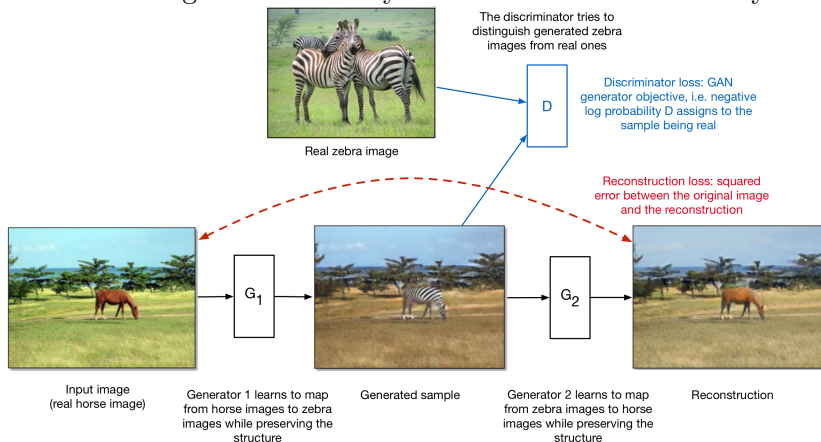 The discriminator tries to
distinguish generated zebra
images from real ones
Discriminator loss: GAN
generator objective, i.e. negative
log probability D assigns to the
sample being real
D
Real zebra image
Reconstruction loss: squared
error between the original image
and the reconstruction
G1
G2
Input image
(real horse image)
Generator 1 learns to map
from horse images to zebra
images while preserving the
structure
Generated sample
Generator 2 learns to map
from zebra images to horse
images while preserving the
structure
Reconstruction